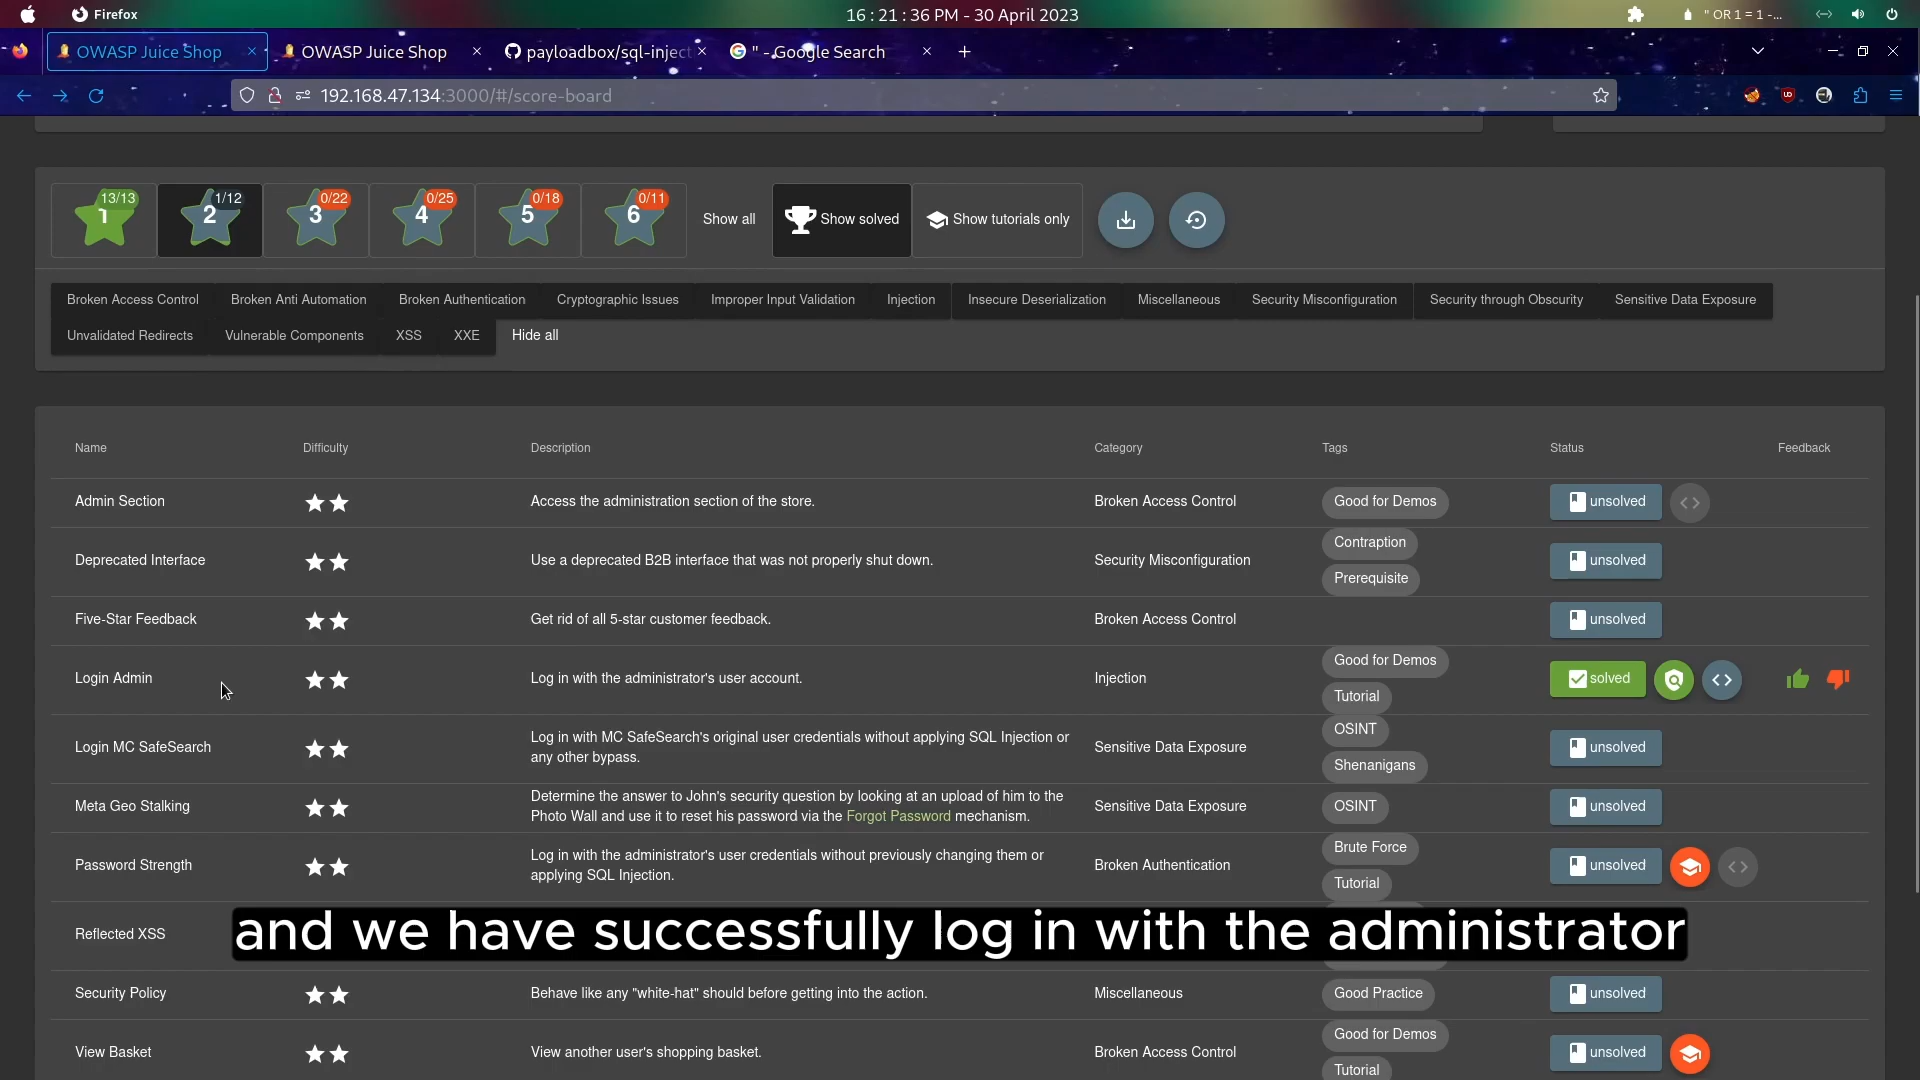 Firefox
16 : 21 : 36 PM - 30 April 2023
" OR 1 = 1 -...
OWASP Juice Shop
OWASP Juice Shop
payloadbox/sql-inject
" - Google Search
192.168.47.134:3000/#/score-board
1 13/13
2 1/12
3 0/22
4 0/25
5 0/18
6 0/11
Show all
Show solved
Show tutorials only
Broken Access Control Broken Anti Automation Broken Authentication Cryptographic Issues Improper Input Validation Injection Insecure Deserialization Miscellaneous Security Misconfiguration Security through Obscurity Sensitive Data Exposure
Unvalidated Redirects Vulnerable Components XSS XXE Hide all
Name Difficulty Description Category Tags Status Feedback
Admin Section Access the administration section of the store. Broken Access Control Good for Demos unsolved
Deprecated Interface Use a deprecated B2B interface that was not properly shut down. Security Misconfiguration Contraption
Prerequisite unsolved
Five-Star Feedback Get rid of all 5-star customer feedback. Broken Access Control unsolved
Login Admin Log in with the administrator's user account. Injection Good for Demos
Tutorial solved
Login MC SafeSearch Log in with MC SafeSearch's original user credentials without applying SQL Injection or
any other bypass. Sensitive Data Exposure OSINT
Shenanigans unsolved
Meta Geo Stalking Determine the answer to John's security question by looking at an upload of him to the
Photo Wall and use it to reset his password via the Forgot Password mechanism. Sensitive Data Exposure OSINT unsolved
Password Strength Log in with the administrator's user credentials without previously changing them or
applying SQL Injection. Broken Authentication Brute Force
Tutorial unsolved
Reflected XSS
and we have successfully log in with the administrator
Security Policy Behave like any "white-hat" should before getting into the action. Miscellaneous Good Practice unsolved
View Basket View another user's shopping basket. Broken Access Control Good for Demos
Tutorial unsolved